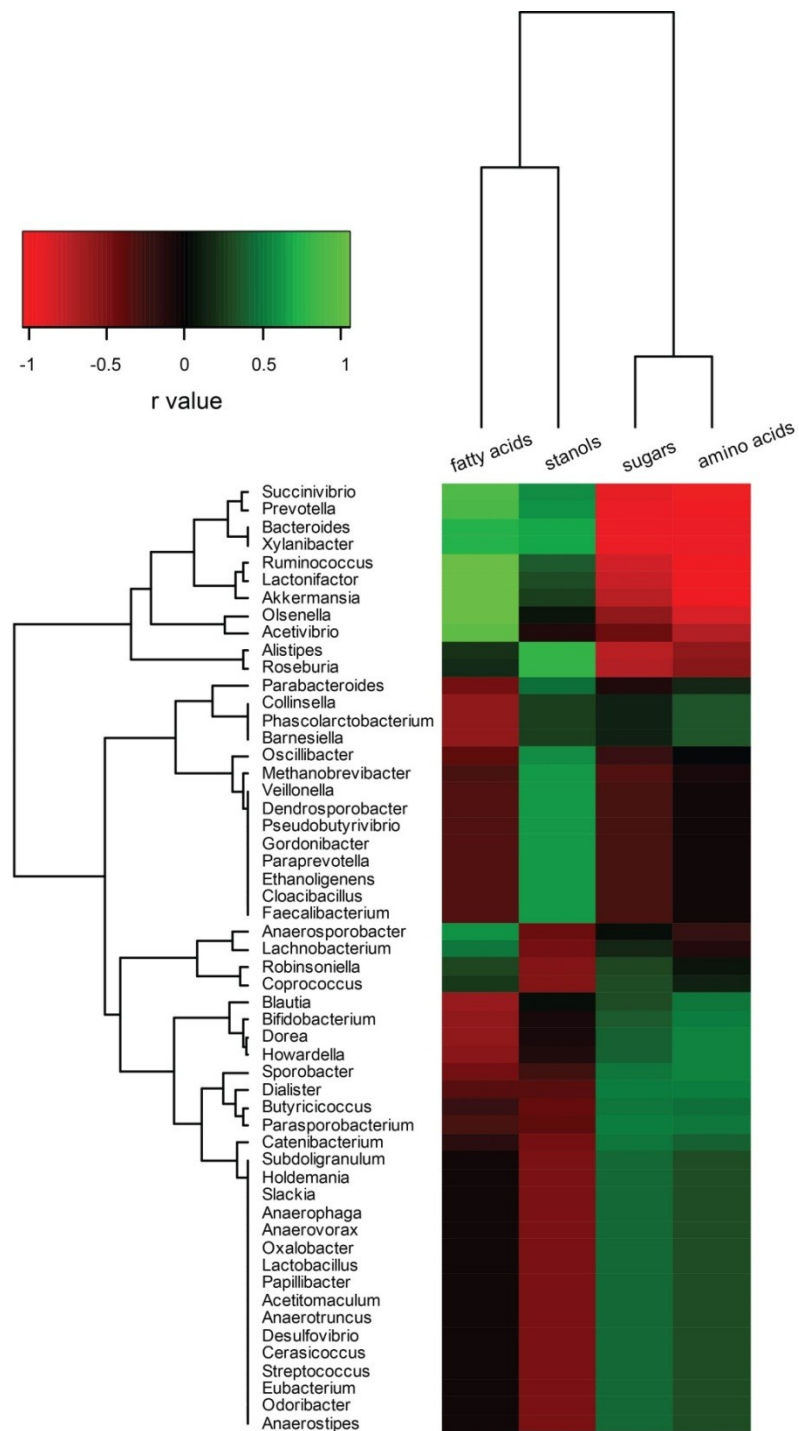 -1 -0.5 0 0.5 1
r value
fatty acids stanols sugars amino acids
Succinivibrio
Prevotella
Bacteroides
Xylanibacter
Ruminococcus
Lactonifactor
Akkermansia
Olsenella
Acetivibrio
Alistipes
Roseburia
Parabacteroides
Collinsella
Phascolarctobacterium
Barnesiella
Oscillibacter
Methanobrevibacter
Veillonella
Dendrosporobacter
Pseudobutyrivibrio
Gordonibacter
Paraprevotella
Ethanoligenens
Cloacibacillus
Faecalibacterium
Anaerosporobacter
Lachnobacterium
Robinsoniella
Coprococcus
Blautia
Bifidobacterium
Dorea
Howardella
Sporobacter
Dialister
Butyricicoccus
Parasporobacterium
Catenibacterium
Subdoligranulum
Holdemania
Slackia
Anaerophaga
Anaerovorax
Oxalobacter
Lactobacillus
Papillibacter
Acetitomaculum
Anaerotruncus
Desulfovibrio
Cerasicoccus
Streptococcus
Eubacterium
Odoribacter
Anaerostipes